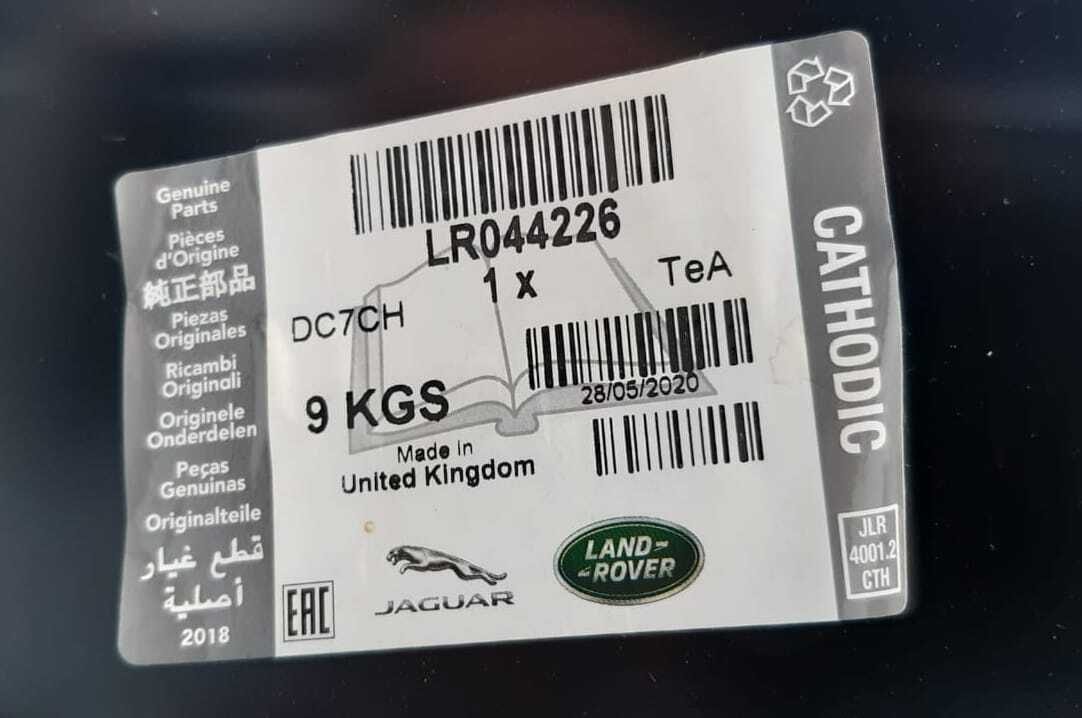 Genuine
Parts
Pièces
d'Origine
純正部品
Piezas
Originales
Ricambi
Originali
Originele
Onderdelen
Peças
Genuinas
Originalteile
قطع غيار
أصلية
2018
LR044226
1 x
TeA
DC7CH
28/05/2020
9 KGS
Made in
United Kingdom
EAC
JAGUAR
LAND-
ROVER
CATHODIC
JLR
4001.2
CTH